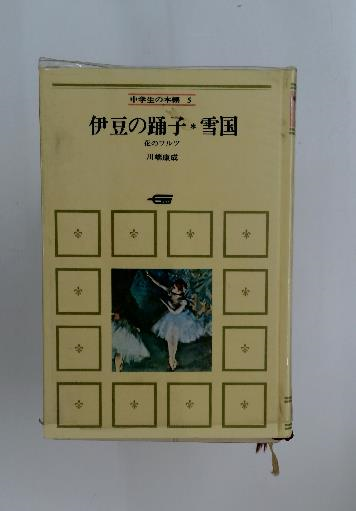 中学生の本棚 5
伊豆の踊子*雪国
花のワルツ
川端康成